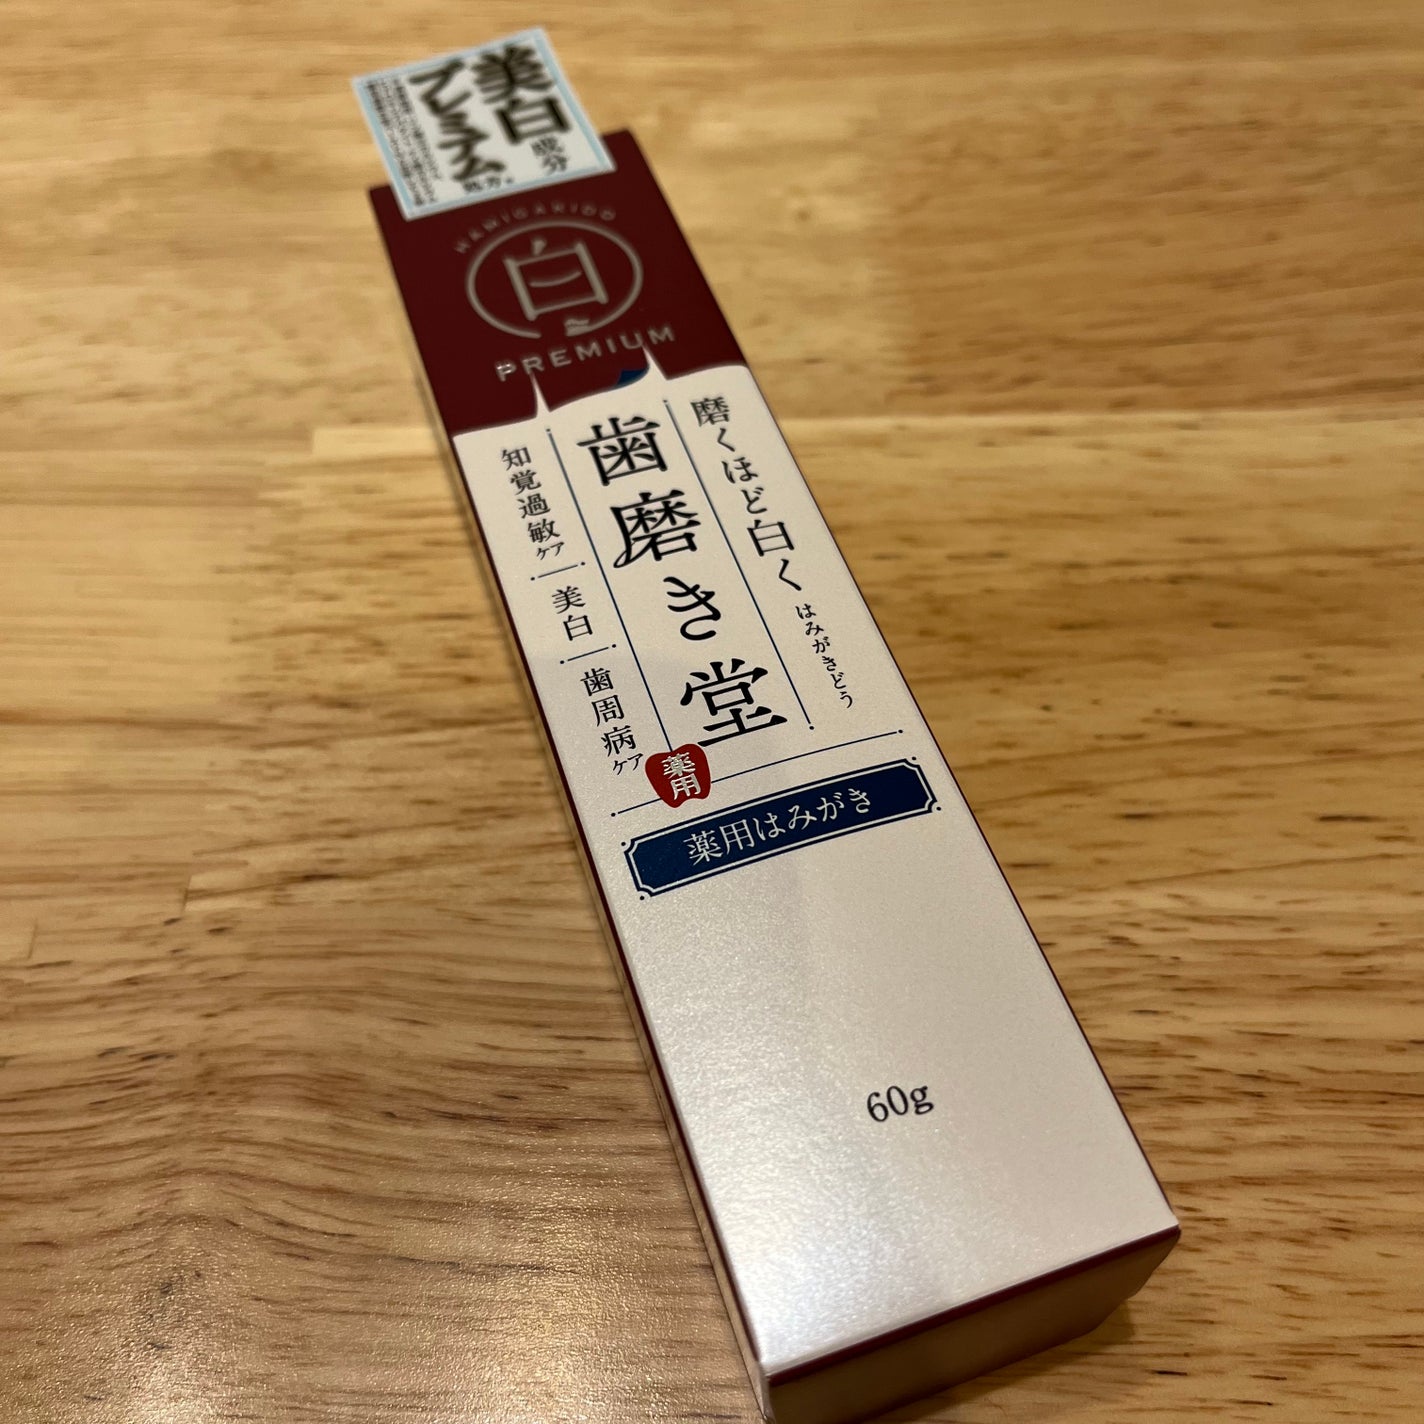 美白成分
プレミアム処方。
HAMIGAKIDO
白
PREMIUM
磨くほど白く
はみがきどう
歯磨き堂
薬用
知覚過敏ケア
美白
歯周病ケア
薬用はみがき
60g